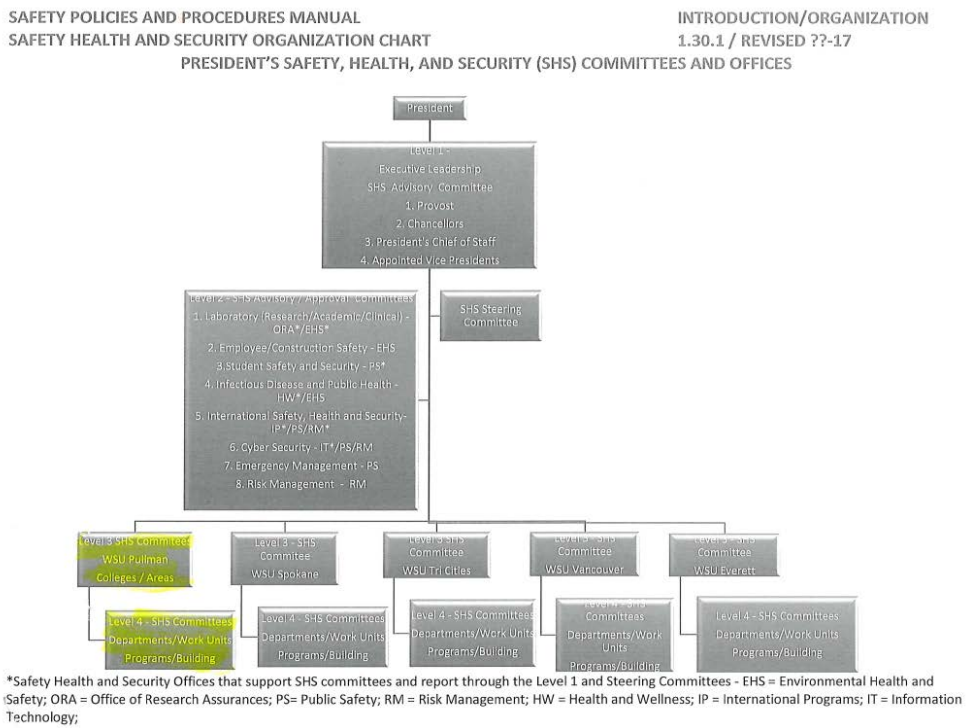 SAFETY POLICIES AND PROCEDURES MANUAL
INTRODUCTION/ORGANIZATION
SAFETY HEALTH AND SECURITY ORGANIZATION CHART
1.30.1 / REVISED ??-17
PRESIDENT'S SAFETY, HEALTH, AND SECURITY (SHS) COMMITTEES AND OFFICES
President
Level 1 -
Executive Leadership
SHS Advisory Committee
1. Provost
2. Chancellors
3. President's Chief of Staff
4. Appointed Vice Presidents
Level 2 - SHS Advisory / Approval Committees
1. Laboratory (Research/Academic/Clinical) -
ORA*/EHS*
2. Employee/Construction Safety - EHS
3.Student Safety and Security - PS*
4. Infectious Disease and Public Health -
HW*/EHS
5. International Safety, Health and Security-
IP*/PS/RM*
6. Cyber Security - IT*/PS/RM
7. Emergency Management - PS
8. Risk Management - RM
SHS Steering
Committee
Level 3 SHS Commitees
WSU Pullman
Colleges / Areas
Level 3 - SHS
Commitee
WSU Spokane
Level 3 SHS
Committee
WSU Tri Cities
Level 3 - SHS
Committee
WSU Vancouver
Level 3 - SHS
Committee
WSU Everett
Level 4 - SHS Committees
Departments/Work Units
Programs/Building
Level 4 - SHS Committees
Departments/Work Units
Programs/Building
Level 4 - SHS Committees
Departments/Work Units
Programs/Building
Level 4 - SHS
Committees
Departments/Work
Units
Programs/Building
Level 4 - SHS Committees
Departments/Work Units
Programs/Building
*Safety Health and Security Offices that support SHS committees and report through the Level 1 and Steering Committees - EHS = Environmental Health and
Safety; ORA = Office of Research Assurances; PS= Public Safety; RM = Risk Management; HW = Health and Wellness; IP = International Programs; IT = Information
Technology;